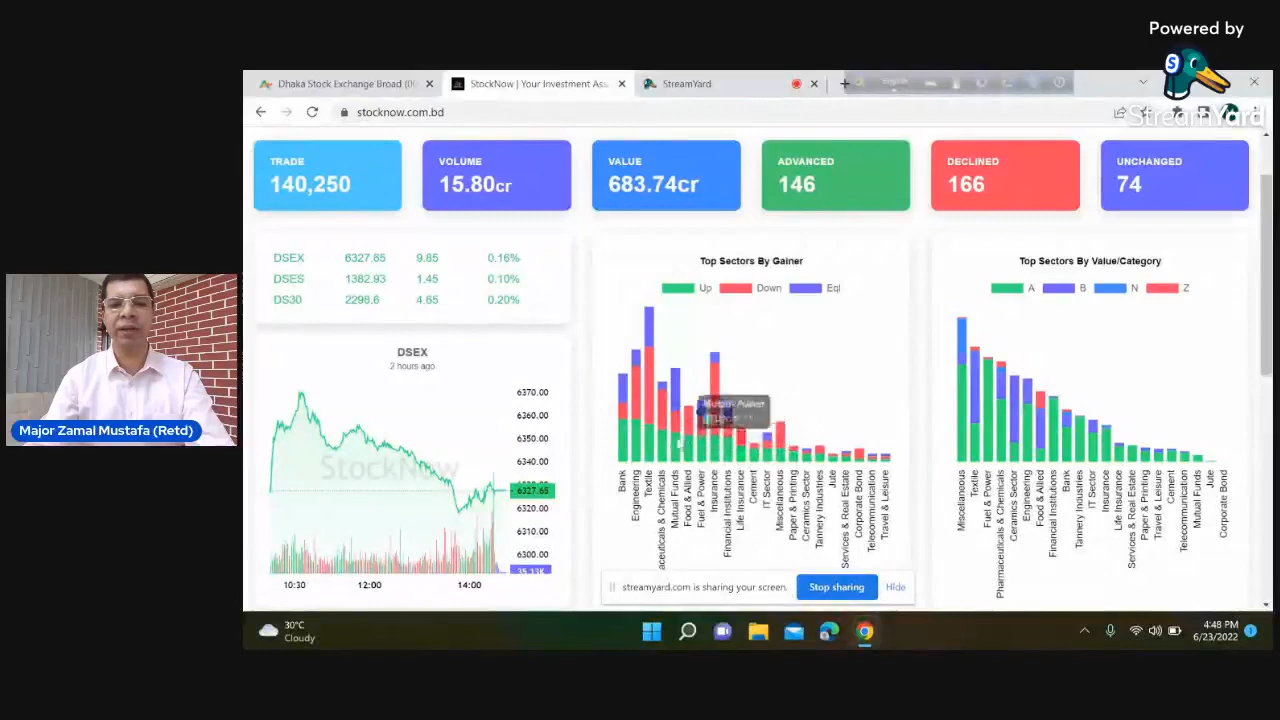 Powered by
StreamYard
Dhaka Stock Exchange Broad (D
StockNow | Your Investment Ass
StreamYard
stocknow.com.bd
TRADE
140,250
VOLUME
15.80cr
VALUE
683.74cr
ADVANCED
146
DECLINED
166
UNCHANGED
74
DSEX 6327.65 9.85 0.16%
DSES 1382.93 1.45 0.10%
DS30 2298.6 4.65 0.20%
DSEX
2 hours ago
6370.00
6360.00
6350.00
6340.00
6327.65
6320.00
6310.00
6300.00
35.13K
10:30 12:00 14:00
StockNow
Top Sectors By Gainer
Up Down Eql
Bank
Engineering
Textile
aceuticals & Chemicals
Mutual Funds
Food & Allied
Fuel & Power
Insurance
Financial Institutions
Life Insurance
Cement
IT Sector
Miscellaneous
Paper & Printing
Ceramics Sector
Tannery Industries
Jute
Services & Real Estate
Corporate Bond
Telecommunication
Travel & Leisure
Top Sectors By Value/Category
A B N Z
Miscellaneous
Textile
Fuel & Power
Pharmaceuticals & Chemicals
Ceramics Sector
Engineering
Food & Allied
Financial Institutions
Bank
Tannery Industries
IT Sector
Insurance
Life Insurance
Services & Real Estate
Paper & Printing
Travel & Leisure
Cement
Telecommunication
Mutual Funds
Jute
Corporate Bond
streamyard.com is sharing your screen.
Stop sharing
Hide
Major Zamal Mustafa (Retd)
30°C
Cloudy
4:48 PM
6/23/2022
1